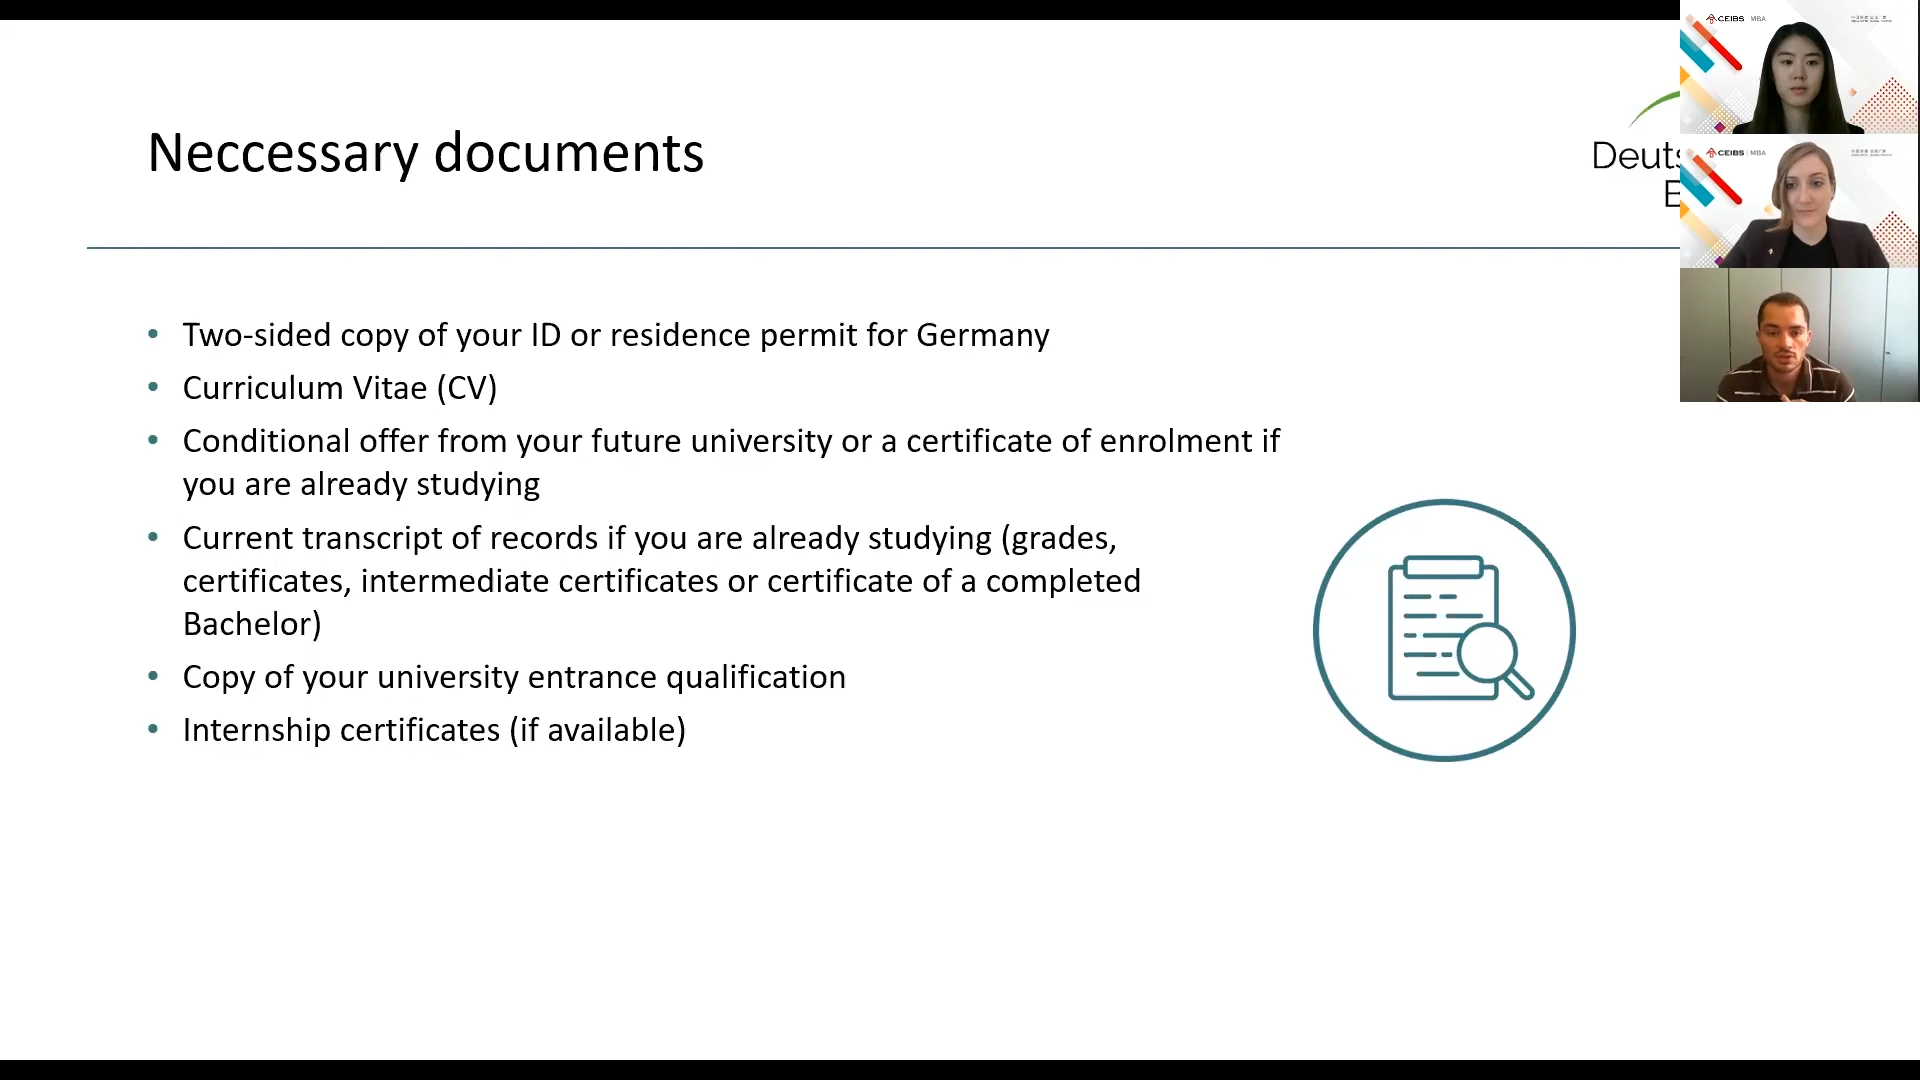 Neccessary documents
Deuts
E
• Two-sided copy of your ID or residence permit for Germany
• Curriculum Vitae (CV)
• Conditional offer from your future university or a certificate of enrolment if
you are already studying
• Current transcript of records if you are already studying (grades,
certificates, intermediate certificates or certificate of a completed
Bachelor)
• Copy of your university entrance qualification
• Internship certificates (if available)
CEIBS MBA
CEIBS | MBA